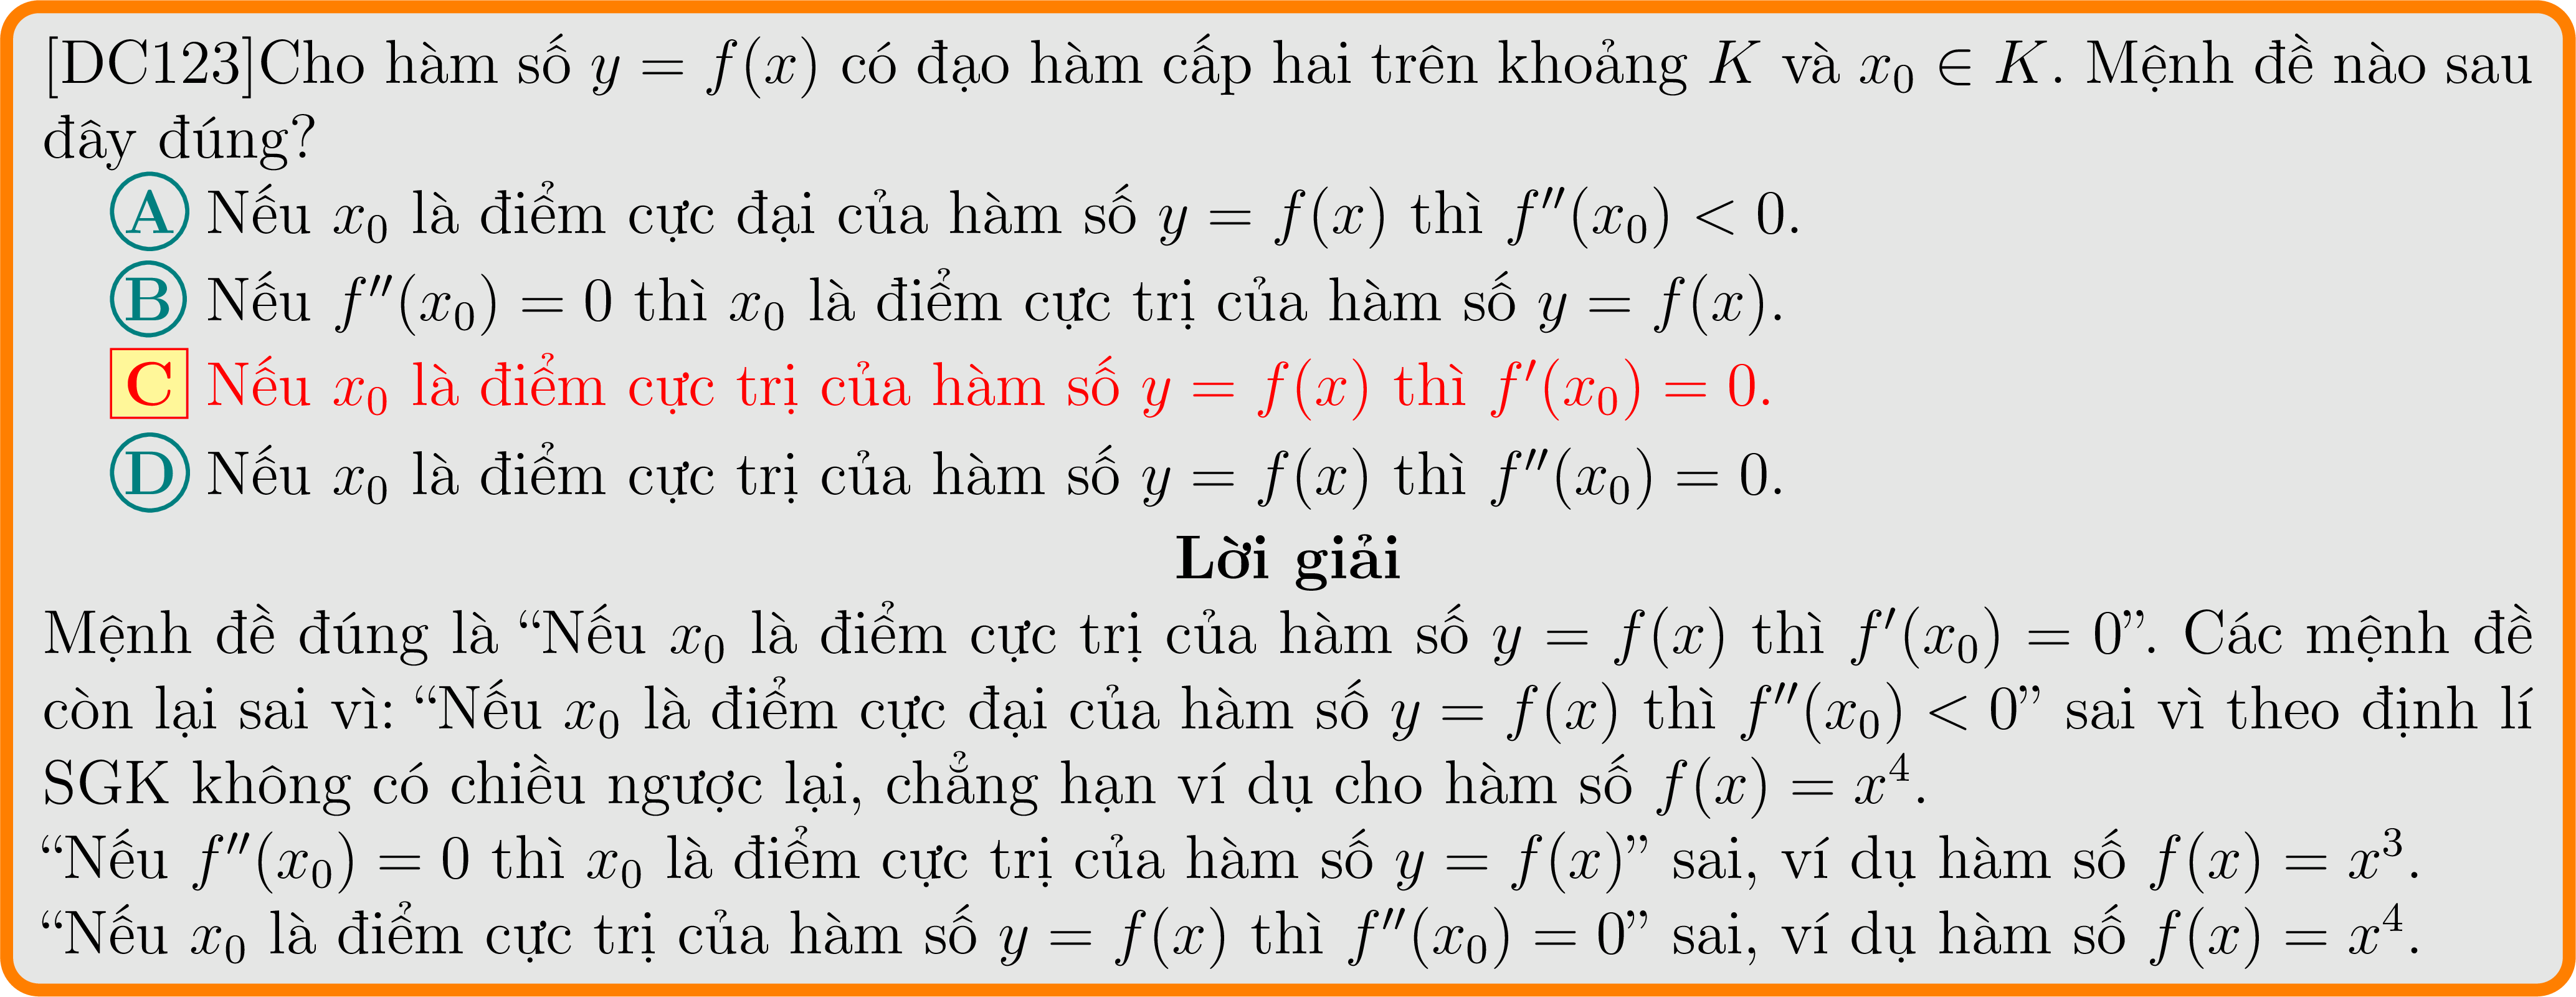 [DC123]Cho hàm số y = f(x) có đạo hàm cấp hai trên khoảng K và x₀ ∈ K. Mệnh đề nào sau
đây đúng?
A Nếu x₀ là điểm cực đại của hàm số y = f(x) thì f″(x₀) < 0.
B Nếu f″(x₀) = 0 thì x₀ là điểm cực trị của hàm số y = f(x).
C Nếu x₀ là điểm cực trị của hàm số y = f(x) thì f′(x₀) = 0.
D Nếu x₀ là điểm cực trị của hàm số y = f(x) thì f″(x₀) = 0.
Lời giải
Mệnh đề đúng là “Nếu x₀ là điểm cực trị của hàm số y = f(x) thì f′(x₀) = 0”. Các mệnh đề
còn lại sai vì: “Nếu x₀ là điểm cực đại của hàm số y = f(x) thì f″(x₀) < 0” sai vì theo định lí
SGK không có chiều ngược lại, chẳng hạn ví dụ cho hàm số f(x) = x⁴.
“Nếu f″(x₀) = 0 thì x₀ là điểm cực trị của hàm số y = f(x)” sai, ví dụ hàm số f(x) = x³.
“Nếu x₀ là điểm cực trị của hàm số y = f(x) thì f″(x₀) = 0” sai, ví dụ hàm số f(x) = x⁴.